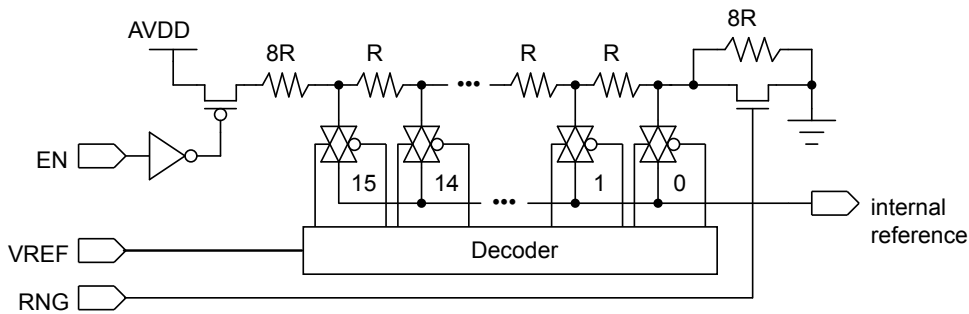 AVDD
8R
R
R
R
8R
EN
15
14
1
0
internal
reference
VREF
Decoder
RNG